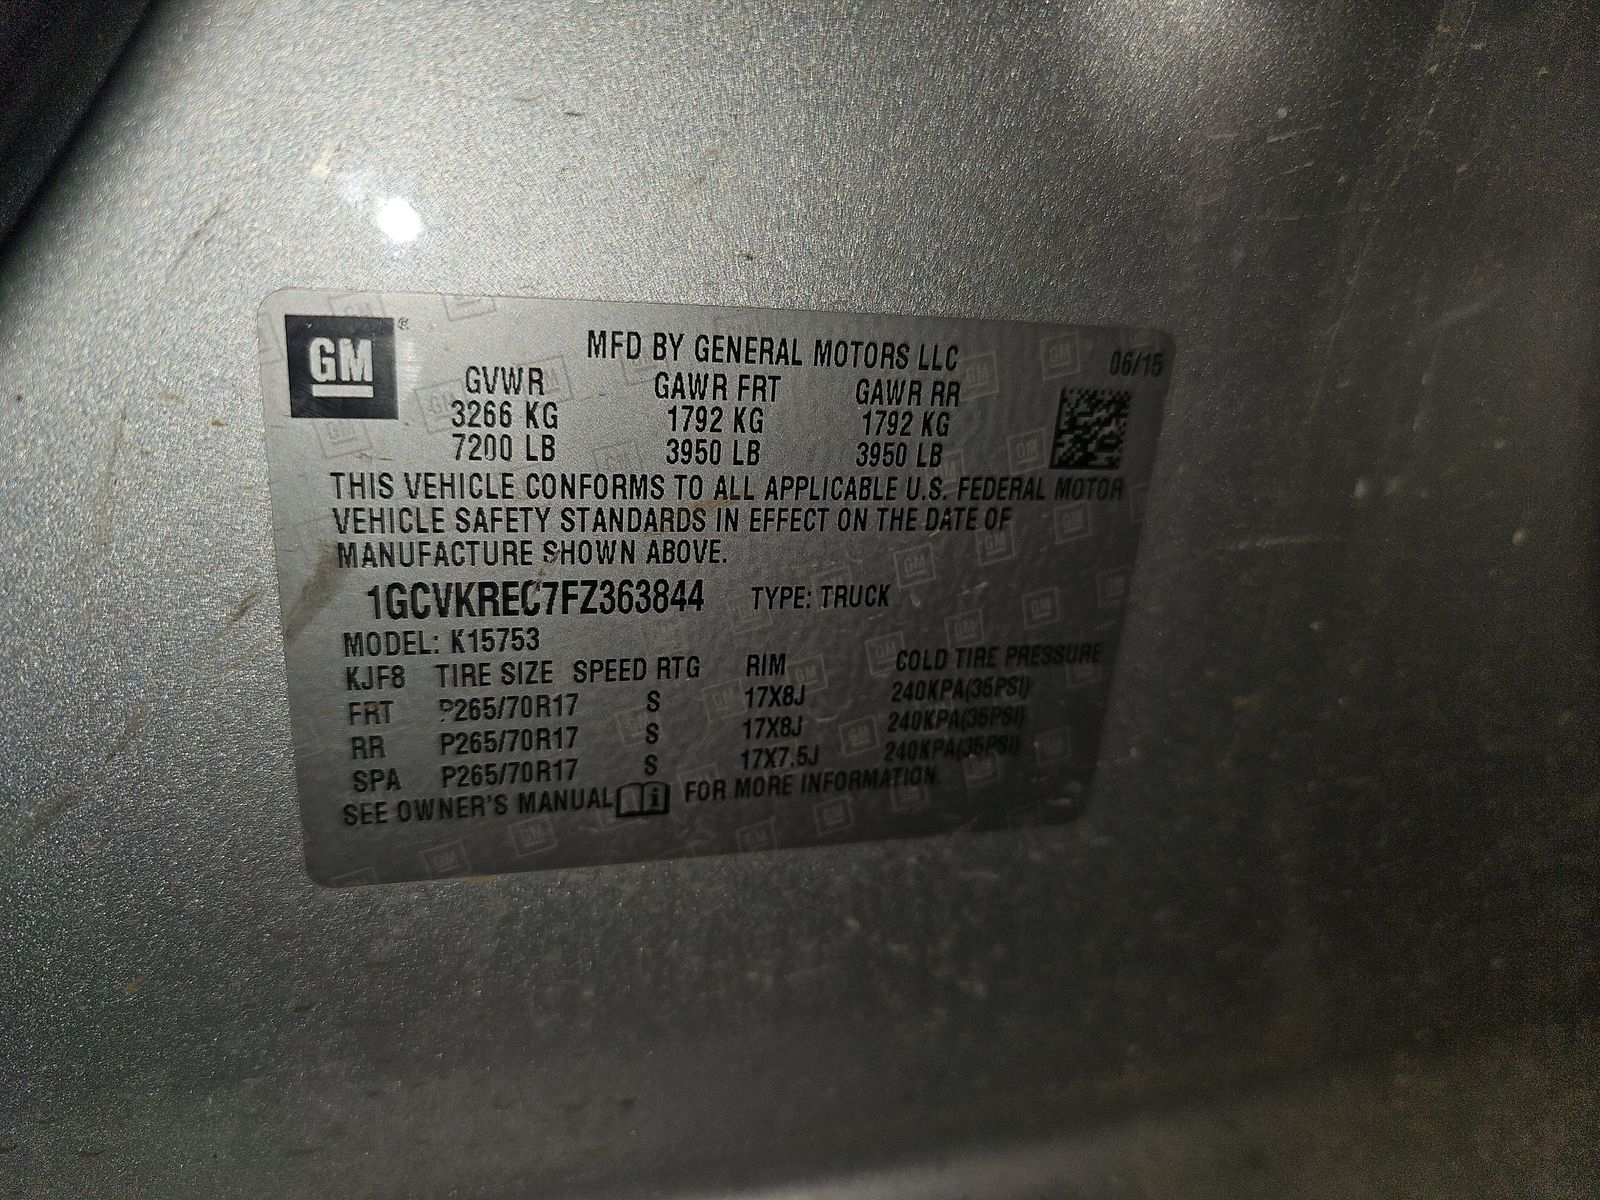 GM
MFD BY GENERAL MOTORS LLC 06/15
GVWR GAWR FRT GAWR RR
3266 KG 1792 KG 1792 KG
7200 LB 3950 LB 3950 LB
THIS VEHICLE CONFORMS TO ALL APPLICABLE U.S. FEDERAL MOTOR
VEHICLE SAFETY STANDARDS IN EFFECT ON THE DATE OF
MANUFACTURE SHOWN ABOVE.
1GCVKREC7FZ363844 TYPE: TRUCK
MODEL: K15753
KJF8 TIRE SIZE SPEED RTG RIM COLD TIRE PRESSURE
FRT P265/70R17 S 17X8J 240KPA(35PSI)
RR P265/70R17 S 17X8J 240KPA(35PSI)
SPA P265/70R17 S 17X7.5J 240KPA(35PSI)
SEE OWNER'S MANUAL FOR MORE INFORMATION.